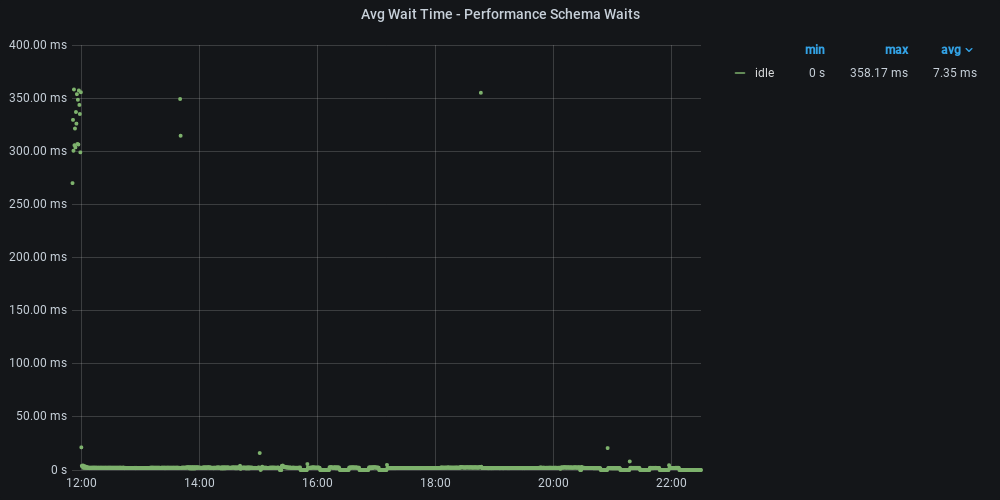 Avg Wait Time - Performance Schema Waits
400.00 ms
350.00 ms
300.00 ms
250.00 ms
200.00 ms
150.00 ms
100.00 ms
50.00 ms
0 s
12:00 14:00 16:00 18:00 20:00 22:00
min max avg
idle 0 s 358.17 ms 7.35 ms